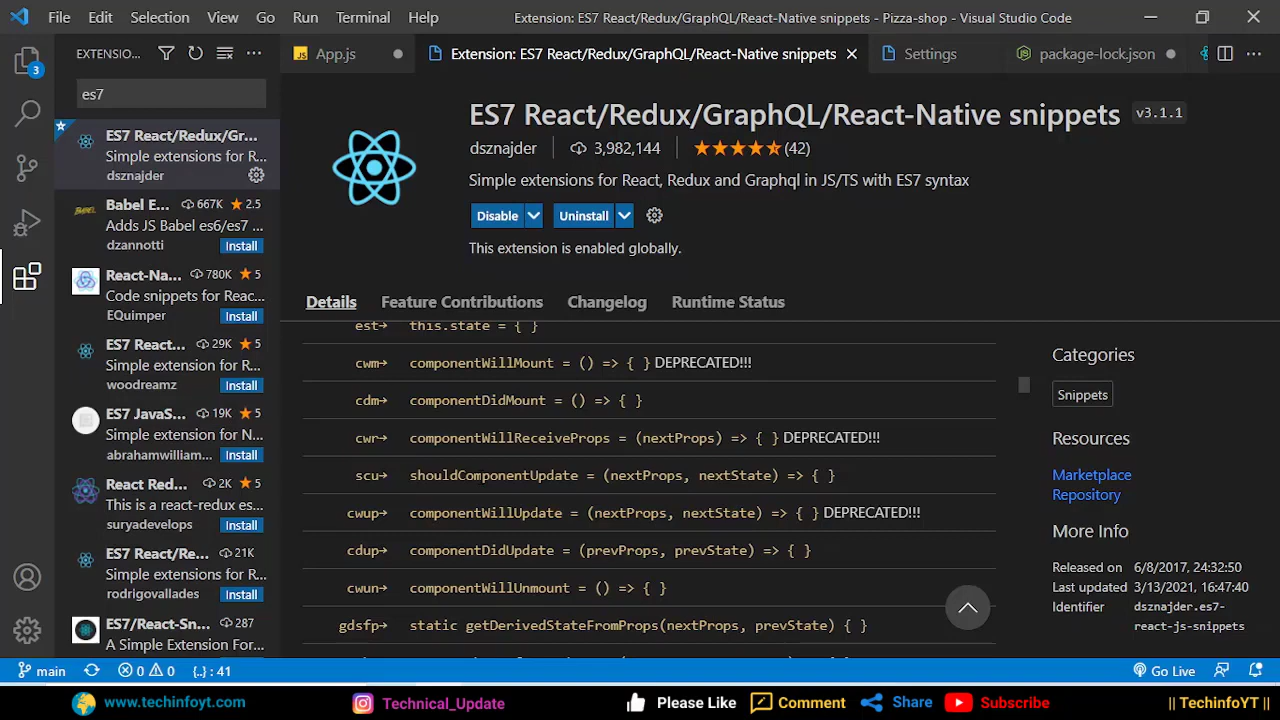 File Edit Selection View Go Run Terminal Help Extension: ES7 React/Redux/GraphQL/React-Native snippets - Pizza-shop - Visual Studio Code
EXTENSIO...
App.js
Extension: ES7 React/Redux/GraphQL/React-Native snippets
Settings
package-lock.json
3
es7
ES7 React/Redux/Gr...
Simple extensions for R...
dsznajder
Babel E... 667K 2.5
Adds JS Babel es6/es7 ...
dzannotti Install
React-Na... 780K 5
Code snippets for Reac...
EQuimper Install
ES7 React... 29K 5
Simple extension for R...
woodreamz Install
ES7 JavaS... 19K 5
Simple extension for N...
abrahamwilliam... Install
React Red... 2K 5
This is a react-redux es...
suryadevelops Install
ES7 React/Re... 21K
Simple extensions for R...
rodrigovallades Install
ES7/React-Sn... 287
A Simple Extension For...
ES7 React/Redux/GraphQL/React-Native snippets v3.1.1
dsznajder 3,982,144 (42)
Simple extensions for React, Redux and Graphql in JS/TS with ES7 syntax
Disable Uninstall
This extension is enabled globally.
Details Feature Contributions Changelog Runtime Status
est→ this.state = { }
cwm→ componentWillMount = () => { } DEPRECATED!!!
cdm→ componentDidMount = () => { }
cwr→ componentWillReceiveProps = (nextProps) => { } DEPRECATED!!!
scu→ shouldComponentUpdate = (nextProps, nextState) => { }
cwup→ componentWillUpdate = (nextProps, nextState) => { } DEPRECATED!!!
cdup→ componentDidUpdate = (prevProps, prevState) => { }
cwun→ componentWillUnmount = () => { }
gdsfp→ static getDerivedStateFromProps(nextProps, prevState) { }
Categories
Snippets
Resources
Marketplace
Repository
More Info
Released on 6/8/2017, 24:32:50
Last updated 3/13/2021, 16:47:40
Identifier dsznajder.es7-
react-js-snippets
main 0 0 {..} : 41 Go Live
www.techinfoyt.com Technical_Update Please Like Comment Share Subscribe || TechinfoYT ||